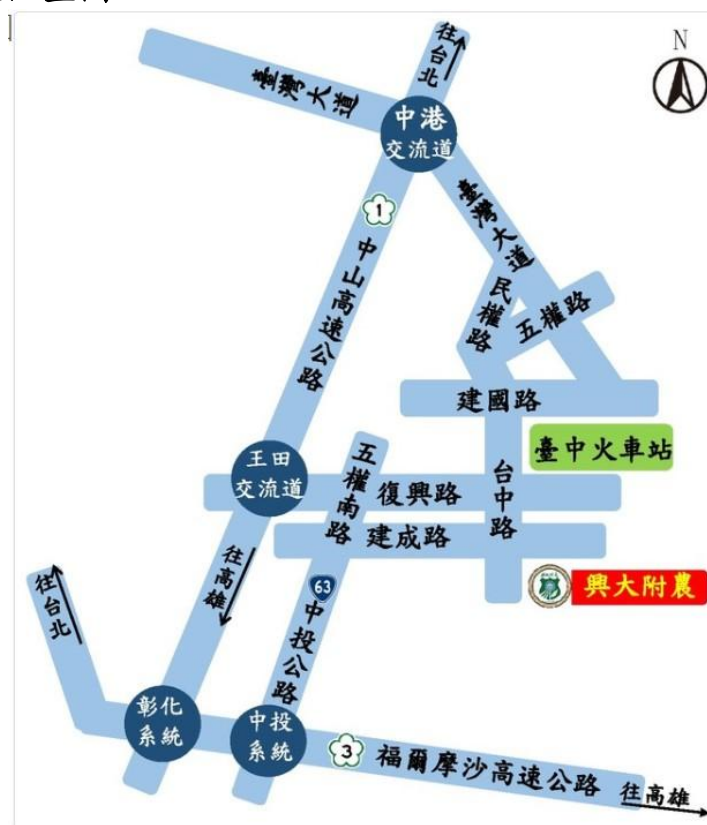 往台北
N
臺灣大道
中港
交流道
1
臺灣大道
中山高速公路
民權路
五權路
建國路
臺中火車站
王田
交流道
五權南路
復興路
台中路
建成路
往高雄
63
興大附農
往台北
中投公路
彰化
系統
中投
系統
3
福爾摩沙高速公路
往高雄